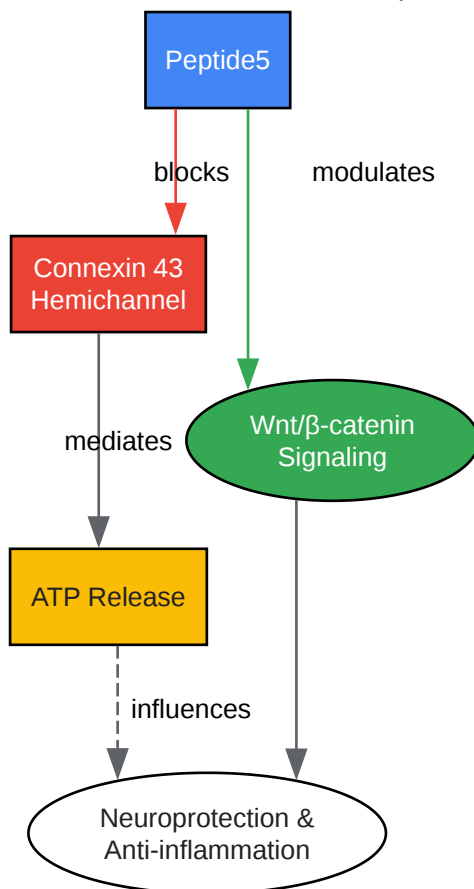 Peptide5
blocks
modulates
Connexin 43
Hemichannel
Wnt/β-catenin
Signaling
mediates
ATP Release
influences
Neuroprotection &
Anti-inflammation